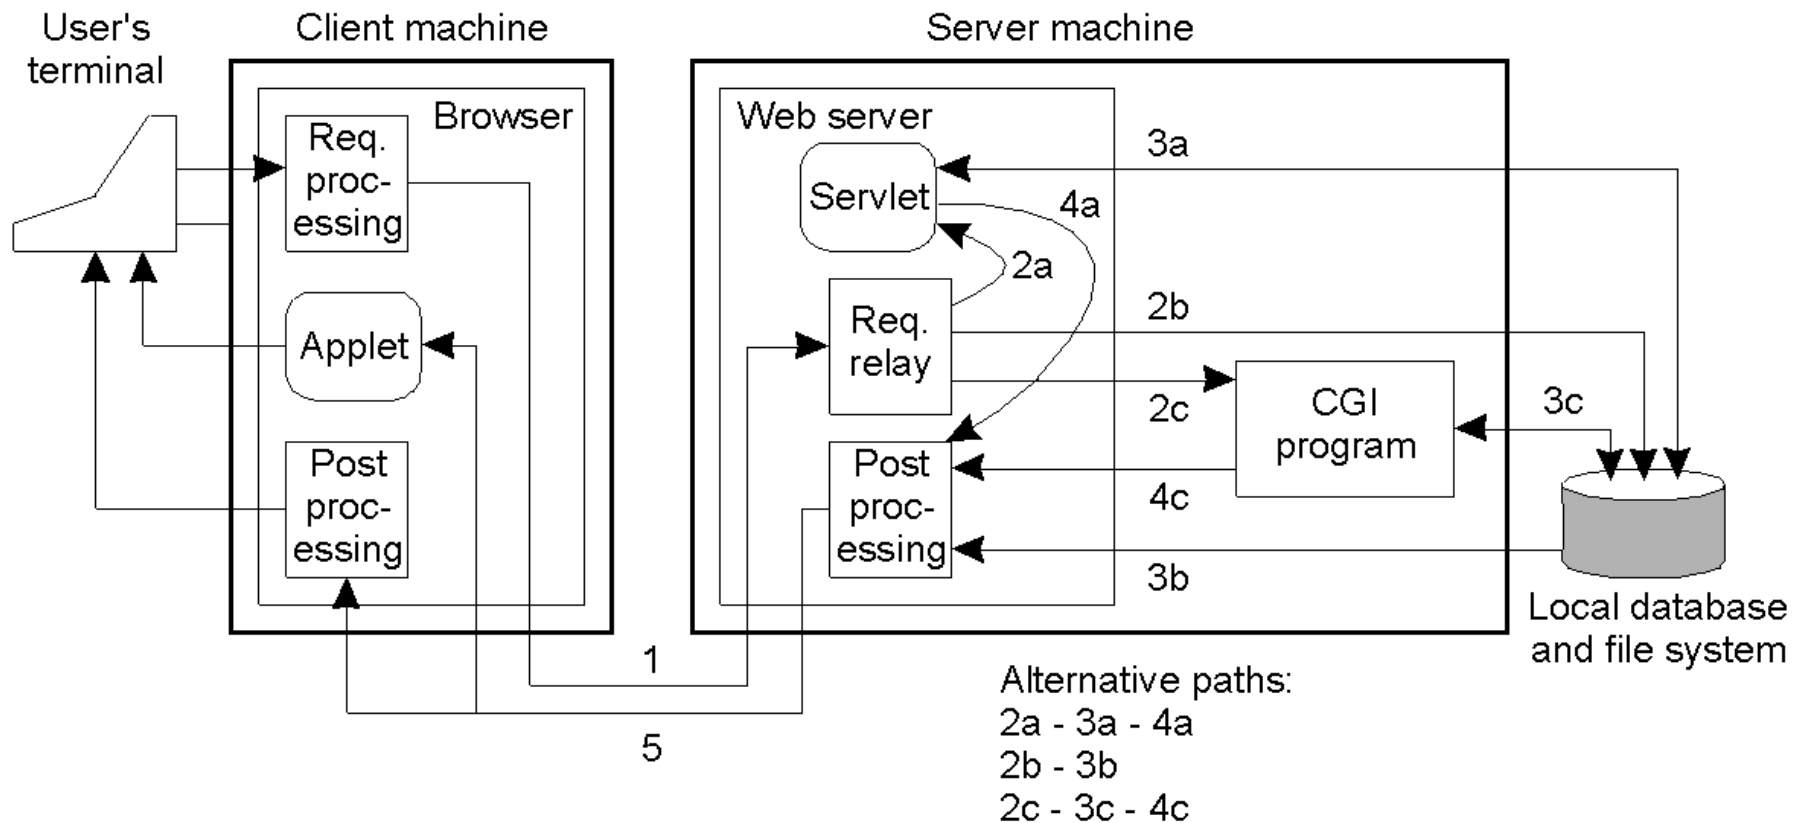 User's
terminal
Client machine
Server machine
Browser
Req.
proc-
essing
Applet
Post
proc-
essing
Web server
Servlet
3a
4a
2a
Req.
relay
2b
2c
CGI
program
3c
Post
proc-
essing
4c
3b
Local database
and file system
1
5
Alternative paths:
2a - 3a - 4a
2b - 3b
2c - 3c - 4c